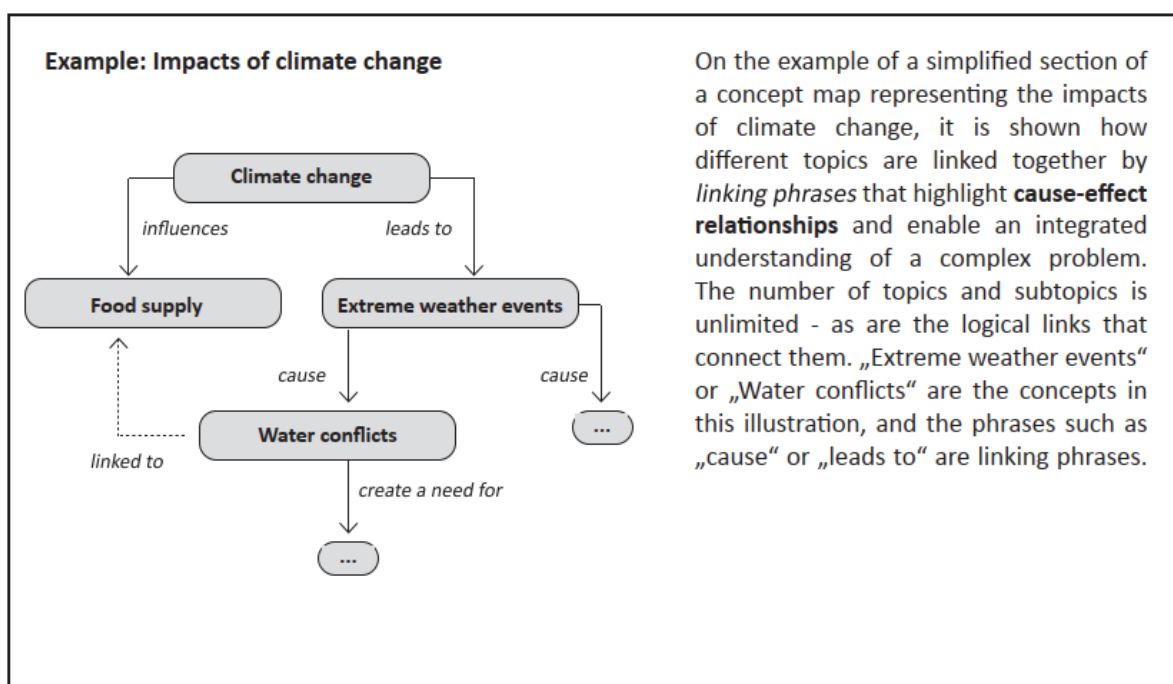 Example: Impacts of climate change
Climate change
influences
leads to
Food supply
Extreme weather events
cause
cause
Water conflicts
...
linked to
create a need for
...
On the example of a simplified section of
a concept map representing the impacts
of climate change, it is shown how
different topics are linked together by
linking phrases that highlight cause-effect
relationships and enable an integrated
understanding of a complex problem.
The number of topics and subtopics is
unlimited - as are the logical links that
connect them. „Extreme weather events“
or „Water conflicts“ are the concepts in
this illustration, and the phrases such as
„cause“ or „leads to“ are linking phrases.